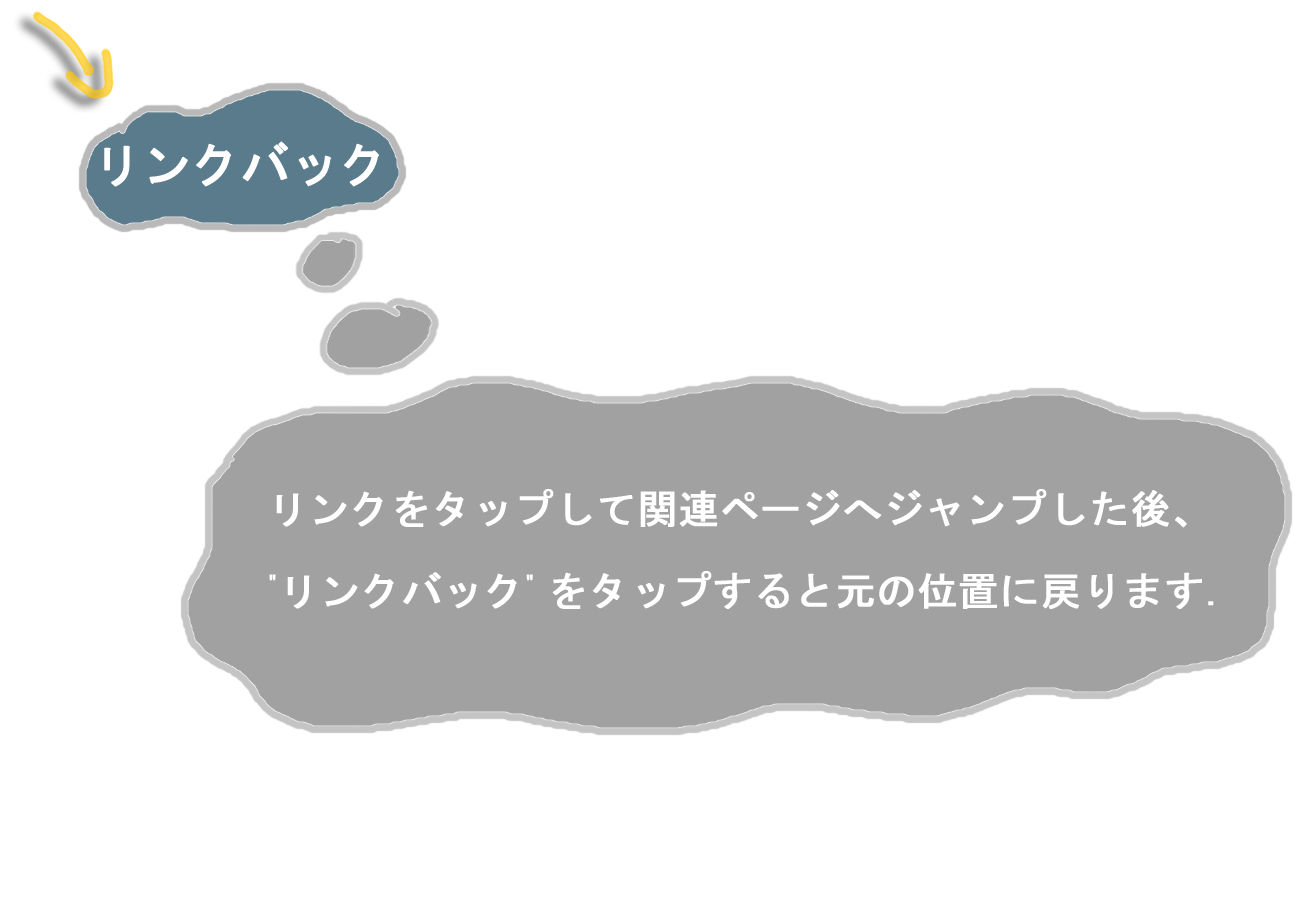 リンクバック
リンクをタップして関連ページへジャンプした後、
"リンクバック" をタップすると元の位置に戻ります.